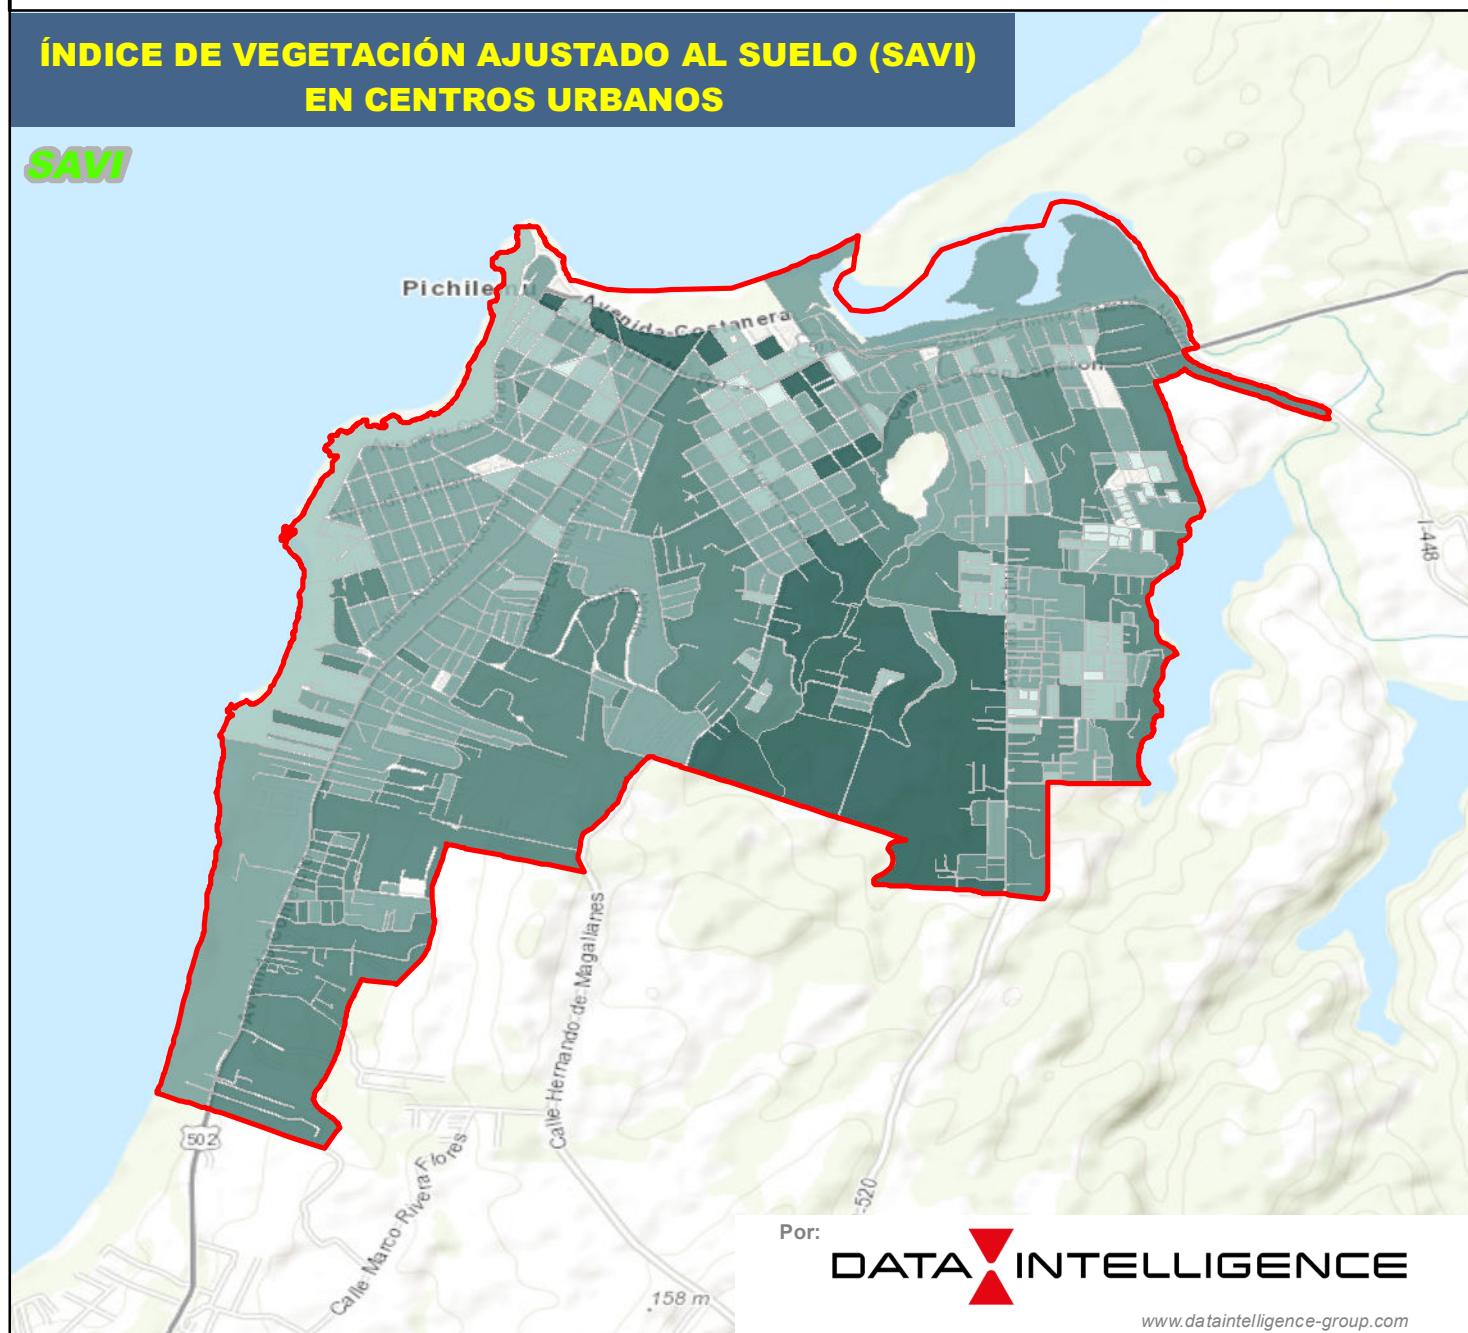 ÍNDICE DE VEGETACIÓN AJUSTADO AL SUELO (SAVI)
EN CENTROS URBANOS
SAVI
Pichilemu
Avenida Costanera
I-448
Calle Hernando de Magallanes
502
Calle Marco Rivera Flores
-520
158 m
Por:
DATA INTELLIGENCE
www.dataintelligence-group.com